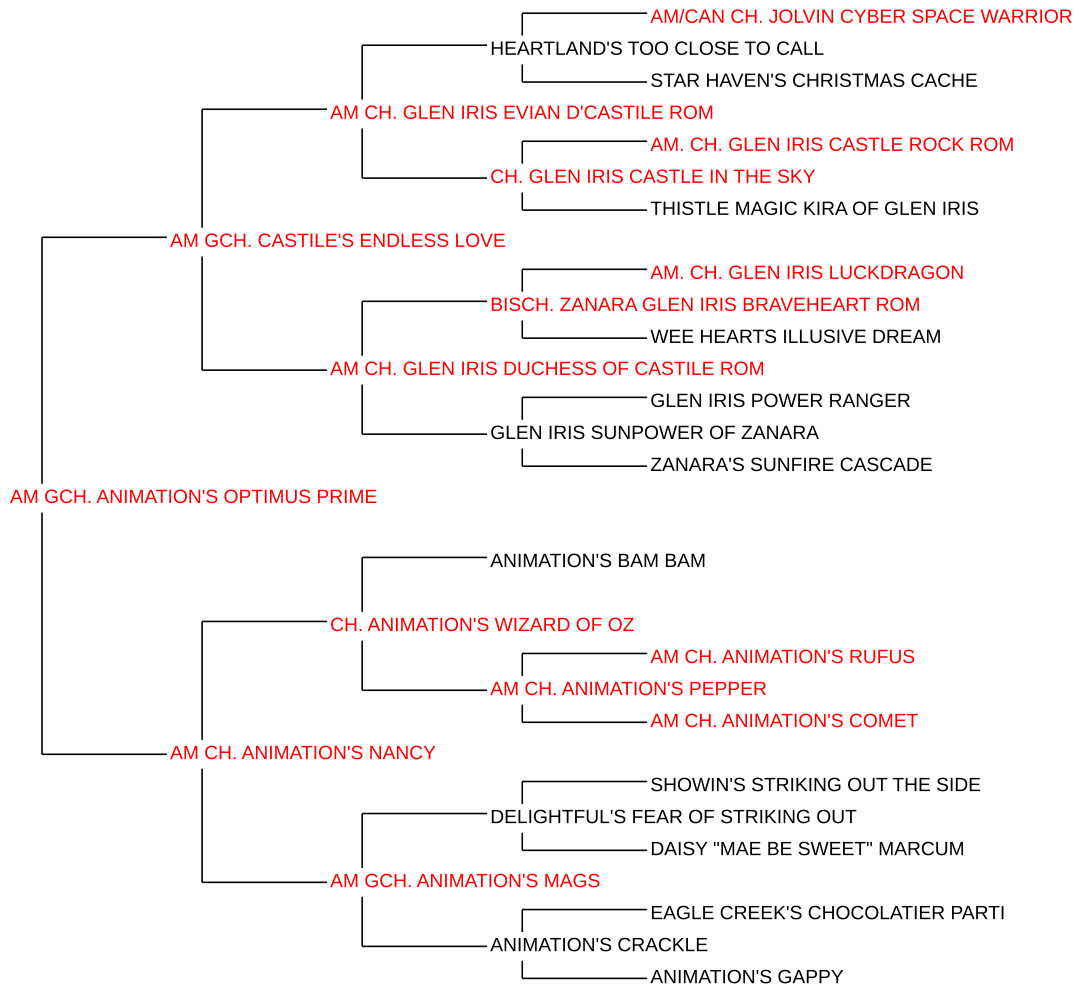 AM/CAN CH. JOLVIN CYBER SPACE WARRIOR
HEARTLAND'S TOO CLOSE TO CALL
STAR HAVEN'S CHRISTMAS CACHE
AM CH. GLEN IRIS EVIAN D'CASTILE ROM
AM. CH. GLEN IRIS CASTLE ROCK ROM
CH. GLEN IRIS CASTLE IN THE SKY
THISTLE MAGIC KIRA OF GLEN IRIS
AM GCH. CASTILE'S ENDLESS LOVE
AM. CH. GLEN IRIS LUCKDRAGON
BISCH. ZANARA GLEN IRIS BRAVEHEART ROM
WEE HEARTS ILLUSIVE DREAM
AM CH. GLEN IRIS DUCHESS OF CASTILE ROM
GLEN IRIS POWER RANGER
GLEN IRIS SUNPOWER OF ZANARA
ZANARA'S SUNFIRE CASCADE
AM GCH. ANIMATION'S OPTIMUS PRIME
ANIMATION'S BAM BAM
CH. ANIMATION'S WIZARD OF OZ
AM CH. ANIMATION'S RUFUS
AM CH. ANIMATION'S PEPPER
AM CH. ANIMATION'S COMET
AM CH. ANIMATION'S NANCY
SHOWIN'S STRIKING OUT THE SIDE
DELIGHTFUL'S FEAR OF STRIKING OUT
DAISY "MAE BE SWEET" MARCUM
AM GCH. ANIMATION'S MAGS
EAGLE CREEK'S CHOCOLATIER PARTI
ANIMATION'S CRACKLE
ANIMATION'S GAPPY